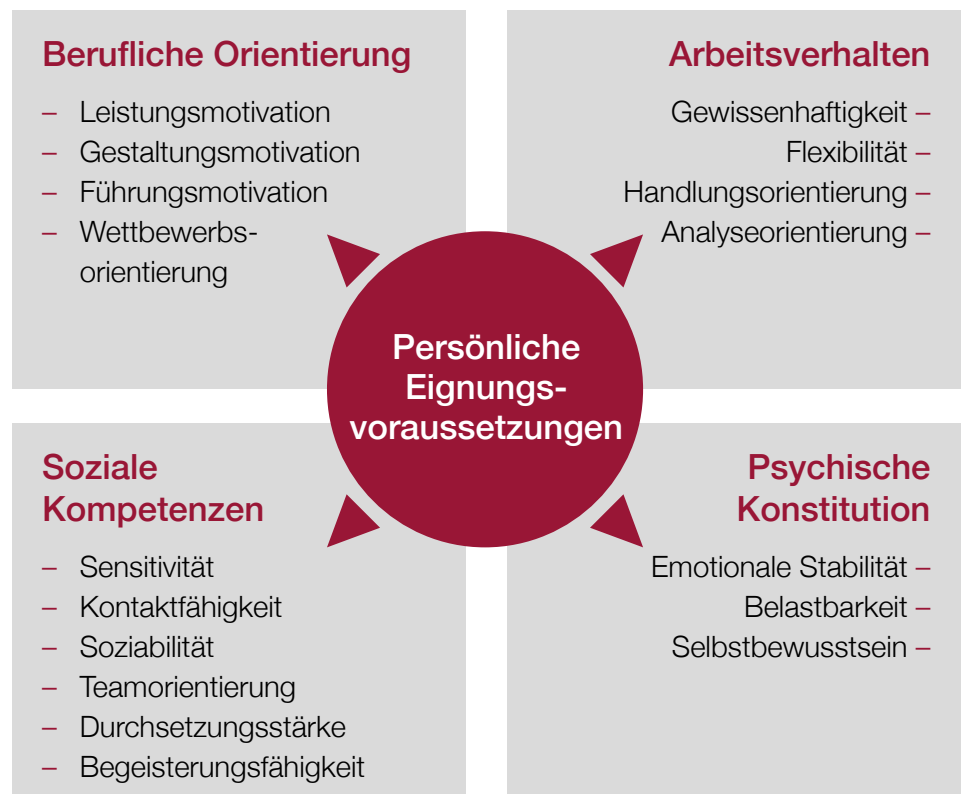 Berufliche Orientierung
– Leistungsmotivation
– Gestaltungsmotivation
– Führungsmotivation
– Wettbewerbs-
orientierung
Arbeitsverhalten
Gewissenhaftigkeit –
Flexibilität –
Handlungsorientierung –
Analyseorientierung –
Persönliche
Eignungs-
voraussetzungen
Soziale
Kompetenzen
– Sensitivität
– Kontaktfähigkeit
– Soziabilität
– Teamorientierung
– Durchsetzungsstärke
– Begeisterungsfähigkeit
Psychische
Konstitution
Emotionale Stabilität –
Belastbarkeit –
Selbstbewusstsein –